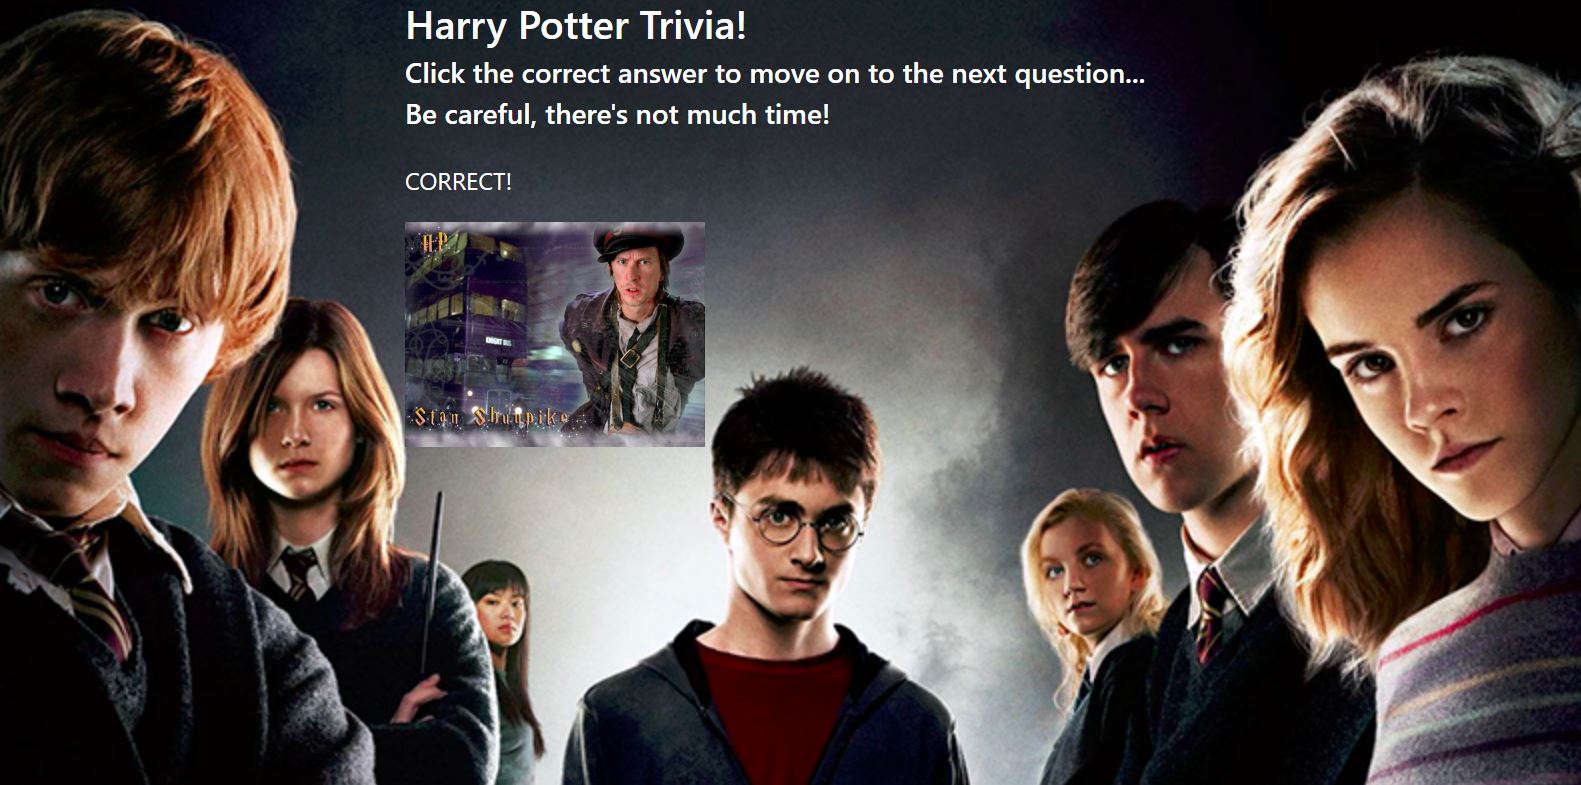 Harry Potter Trivia!
Click the correct answer to move on to the next question...
Be careful, there's not much time!
CORRECT!
HP
KNIGHT BUS
Stan Shunpike